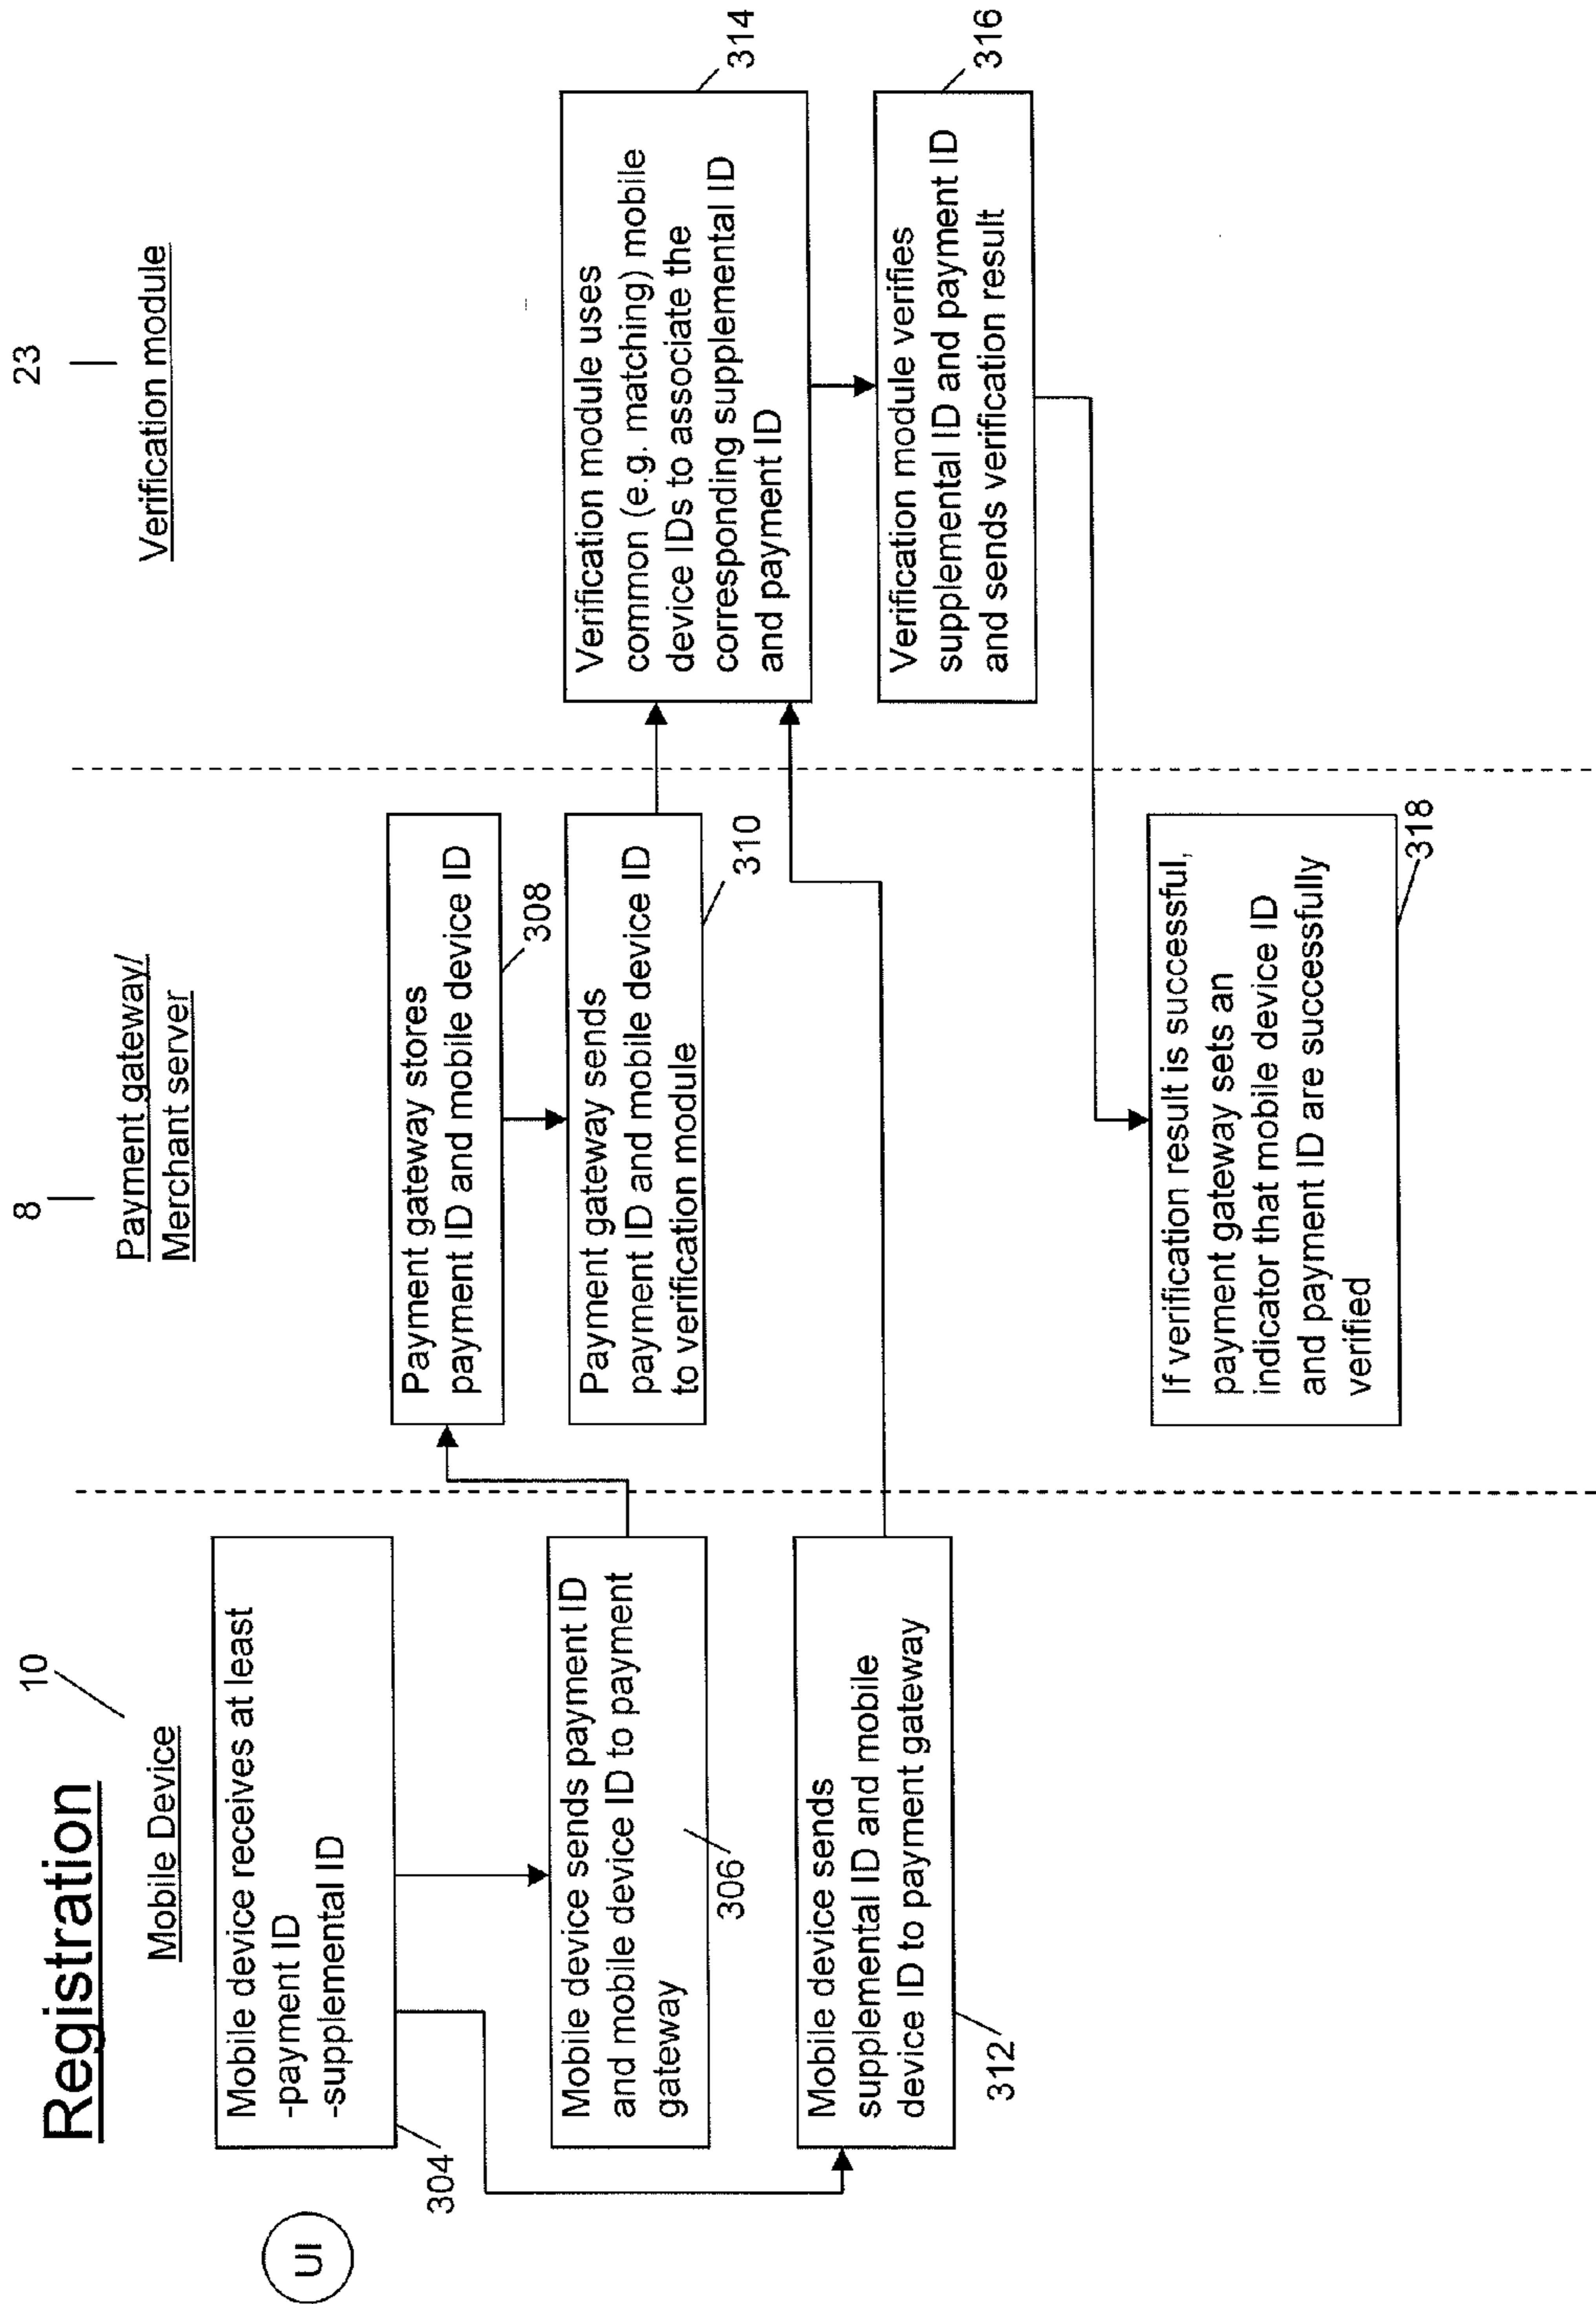 Registration
10
Mobile Device
8
Payment gateway/
Merchant server
23
Verification module
UI
Mobile device receives at least
-payment ID
-supplemental ID
304
Mobile device sends payment ID
and mobile device ID to payment
gateway
306
Mobile device sends
supplemental ID and mobile
device ID to payment gateway
312
Payment gateway stores
payment ID and mobile device ID
308
Payment gateway sends
payment ID and mobile device ID
to verification module
310
Verification module uses
common (e.g. matching) mobile
device IDs to associate the
corresponding supplemental ID
and payment ID
314
Verification module verifies
supplemental ID and payment ID
and sends verification result
316
If verification result is successful,
payment gateway sets an
indicator that mobile device ID
and payment ID are successfully
verified
318